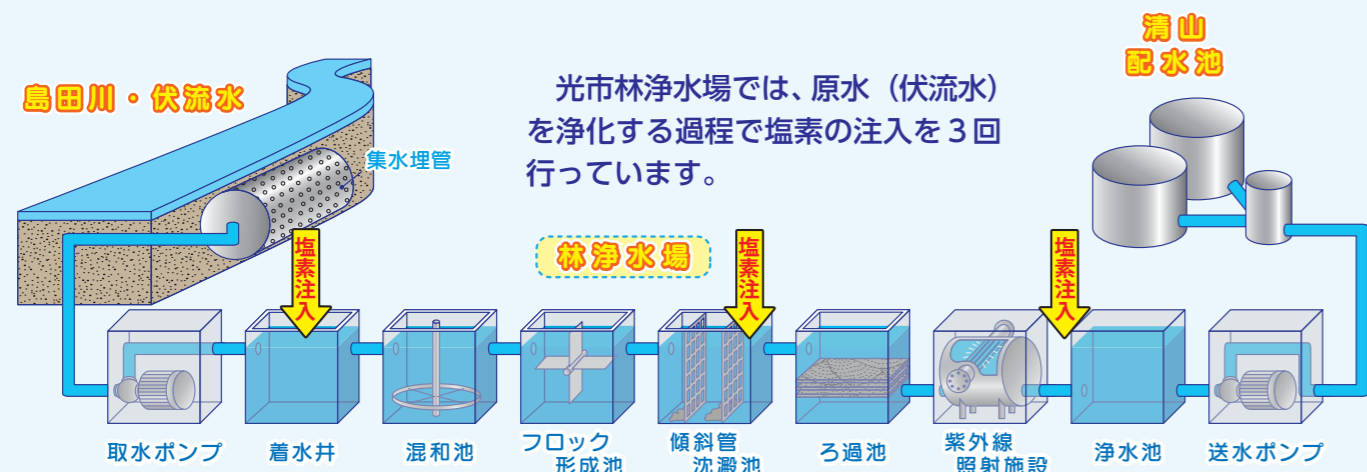 島田川・伏流水
集水埋管
光市林浄水場では、原水（伏流水）
を浄化する過程で塩素の注入を３回
行っています。
清山
配水池
林浄水場
塩素注入
塩素注入
塩素注入
取水ポンプ
着水井
混和池
フロック
形成池
傾斜管
沈澱池
ろ過池
紫外線
照射施設
浄水池
送水ポンプ